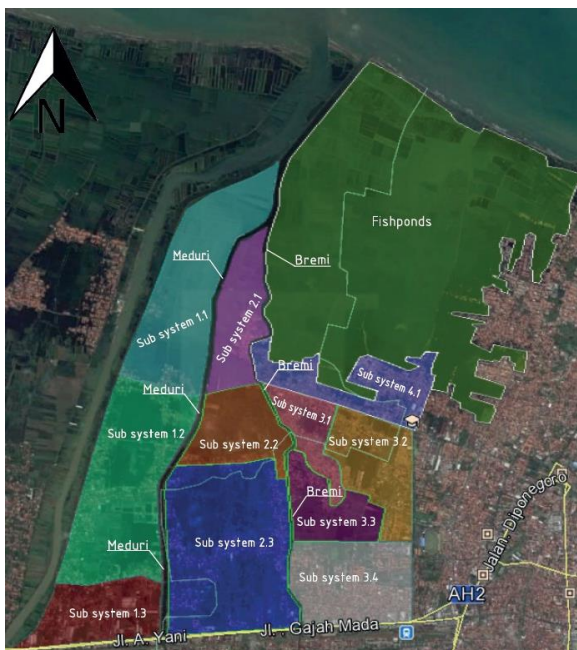 N
Fishponds
Meduri
Bremi
Sub system 1.1
Sub system 2.1
Bremi
Sub system 4.1
Meduri
Sub system 3.1
Sub system 1.2
Sub system 2.2
Sub system 3.2
Bremi
Sub system 3.3
Meduri
Sub system 2.3
Sub system 3.4
Jalan Diponegoro
AH2
Sub system 1.3
Jl. A. Yani
Jl. . Gajah Mada